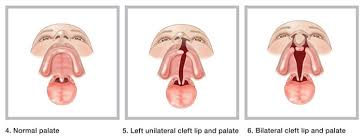 4. Normal palate
5. Left unilateral cleft lip and palate
6. Bilateral cleft lip and palate